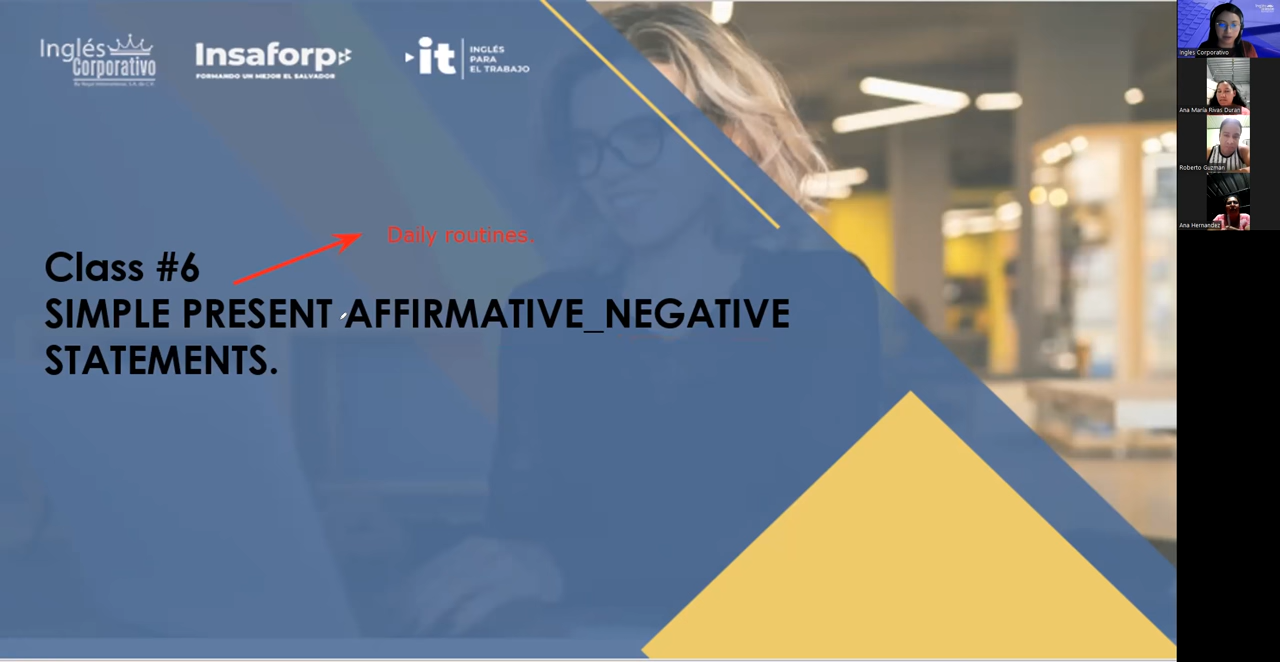 Inglés
Corporativo
Insaforp
FORMANDO UN MEJOR EL SALVADOR
it
INGLÉS
PARA
EL TRABAJO
Daily routines.
Class #6
SIMPLE PRESENT AFFIRMATIVE_NEGATIVE
STATEMENTS.
Ingles Corporativo
Ana María Rivas Duran
Roberto Guzman
Ana Hernandez